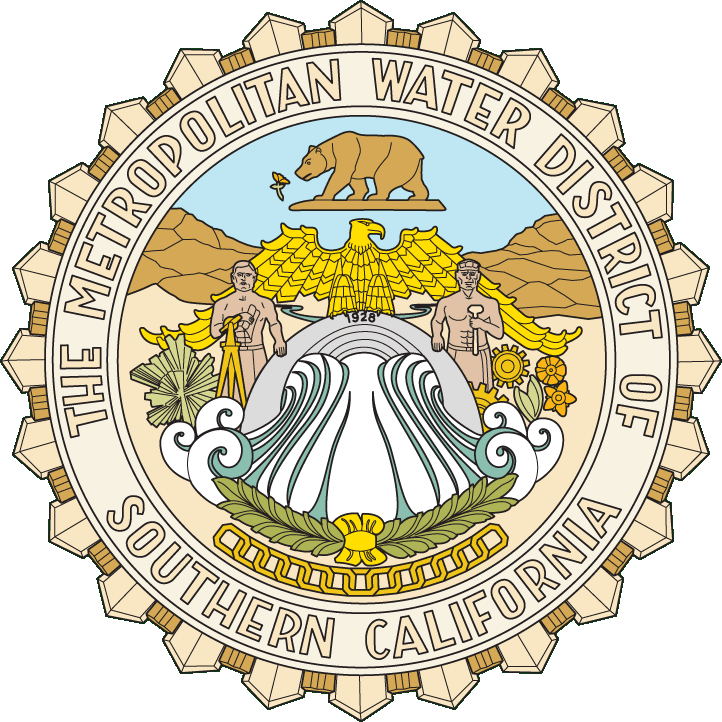 THE METROPOLITAN WATER DISTRICT OF
SOUTHERN CALIFORNIA
1928